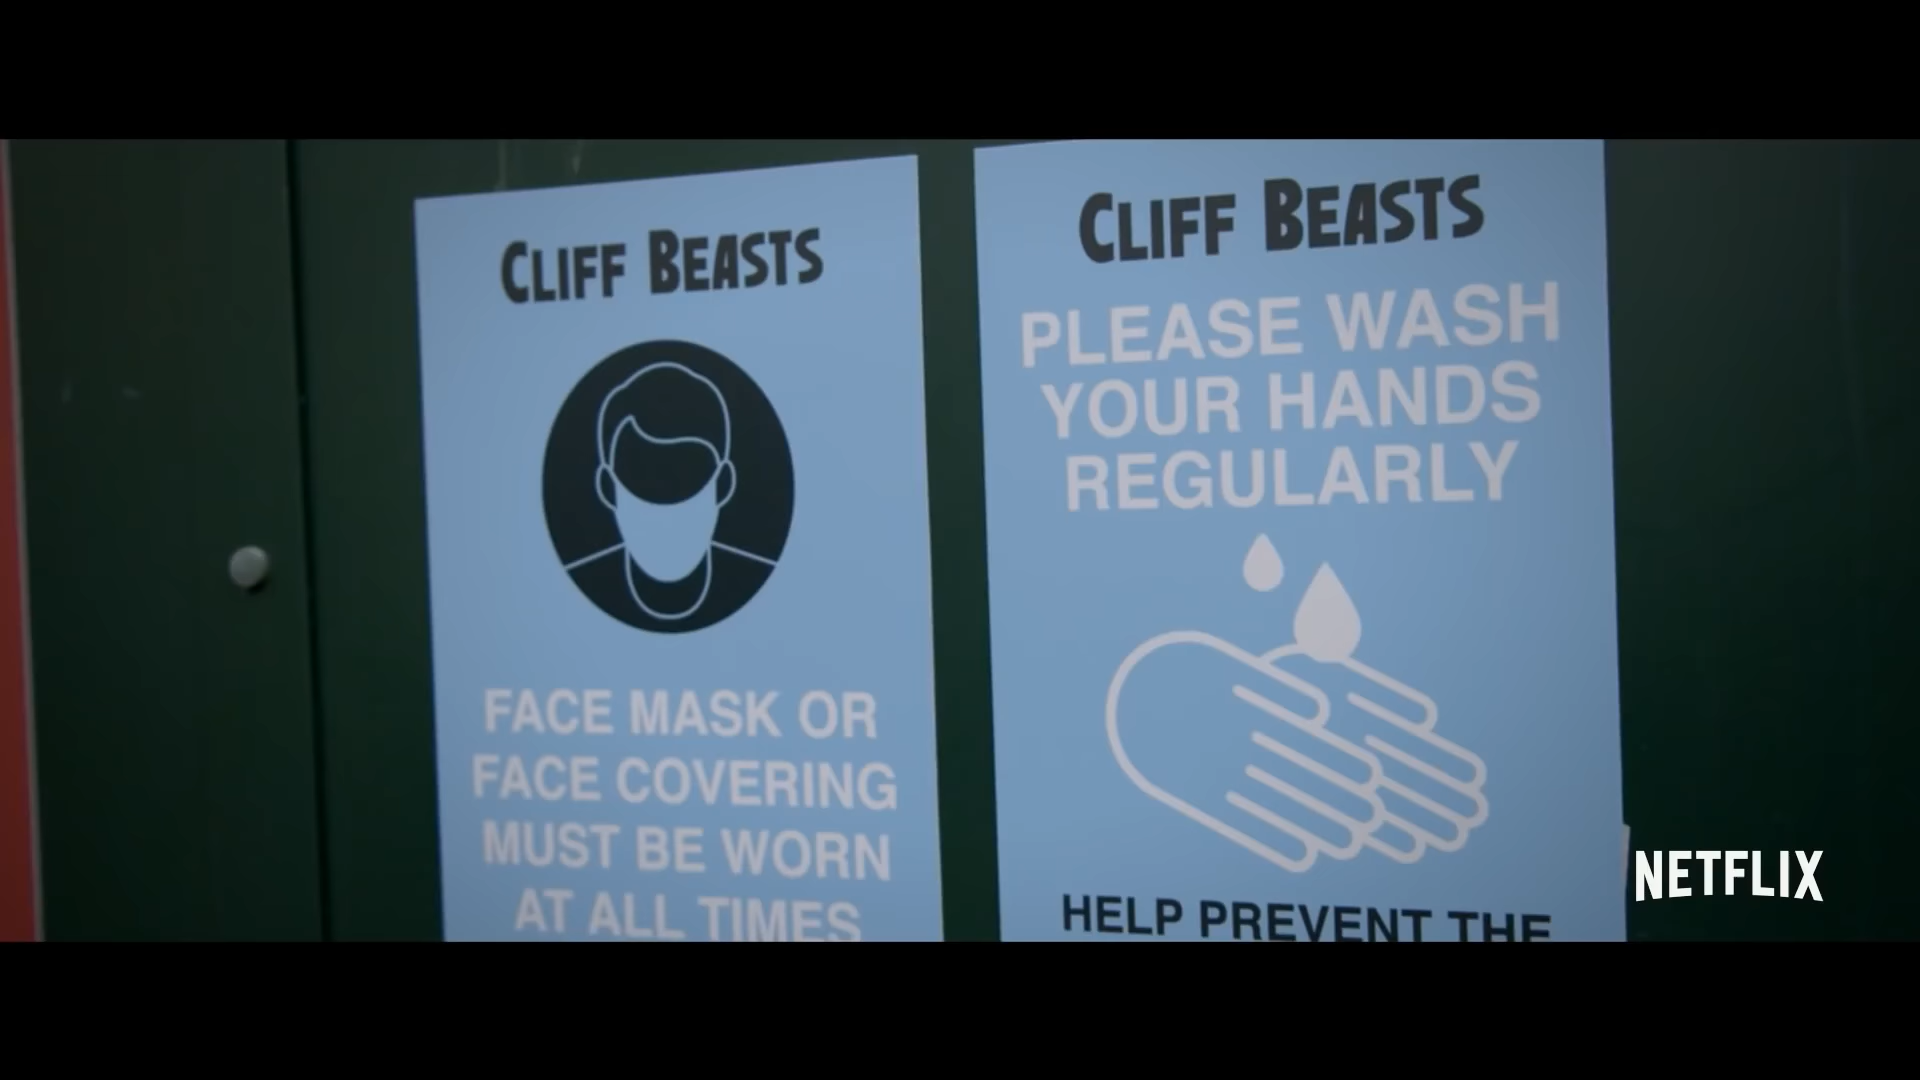 CLIFF BEASTS
FACE MASK OR
FACE COVERING
MUST BE WORN
AT ALL TIMES
CLIFF BEASTS
PLEASE WASH
YOUR HANDS
REGULARLY
HELP PREVENT THE
NETFLIX